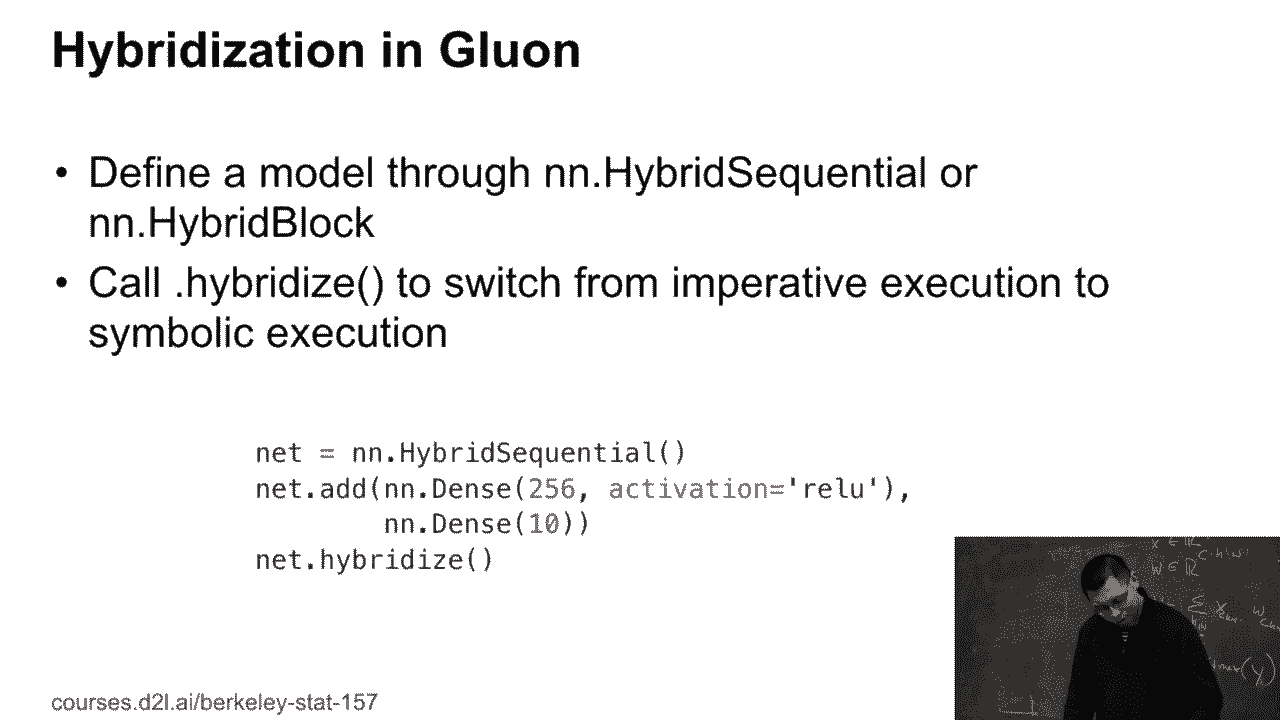 Hybridization in Gluon
• Define a model through nn.HybridSequential or
nn.HybridBlock
• Call .hybridize() to switch from imperative execution to
symbolic execution
net = nn.HybridSequential()
net.add(nn.Dense(256, activation='relu'),
nn.Dense(10))
net.hybridize()
courses.d2l.ai/berkeley-stat-157